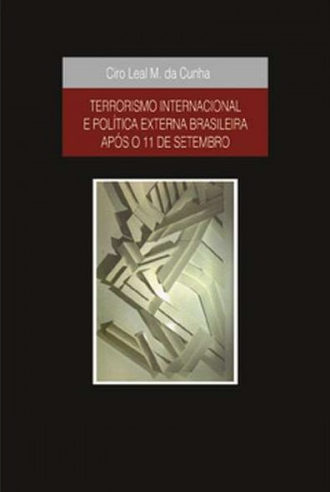 Ciro Leal M. da Cunha
TERRORISMO INTERNACIONAL
E POLÍTICA EXTERNA BRASILEIRA
APÓS O 11 DE SETEMBRO